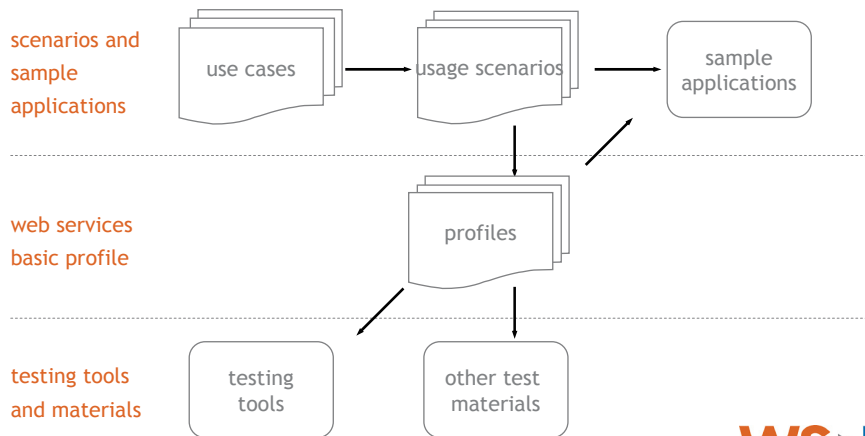 scenarios and
sample
applications
use cases
usage scenarios
sample
applications
web services
basic profile
profiles
testing tools
and materials
testing
tools
other test
materials